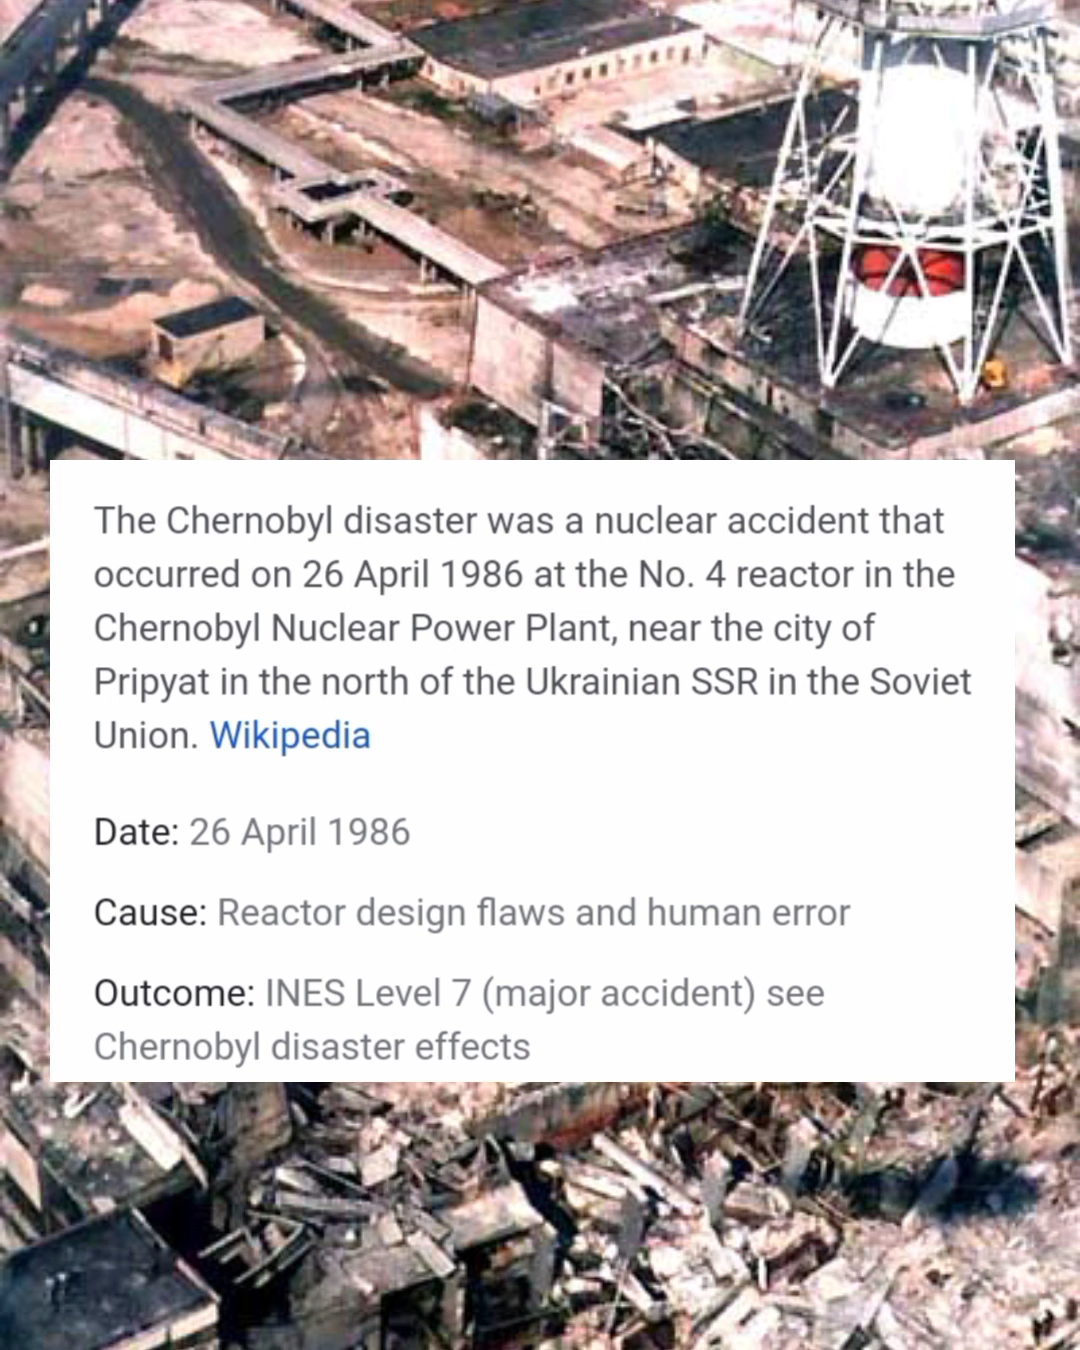 The Chernobyl disaster was a nuclear accident that
occurred on 26 April 1986 at the No. 4 reactor in the
Chernobyl Nuclear Power Plant, near the city of
Pripyat in the north of the Ukrainian SSR in the Soviet
Union. Wikipedia
Date: 26 April 1986
Cause: Reactor design flaws and human error
Outcome: INES Level 7 (major accident) see
Chernobyl disaster effects